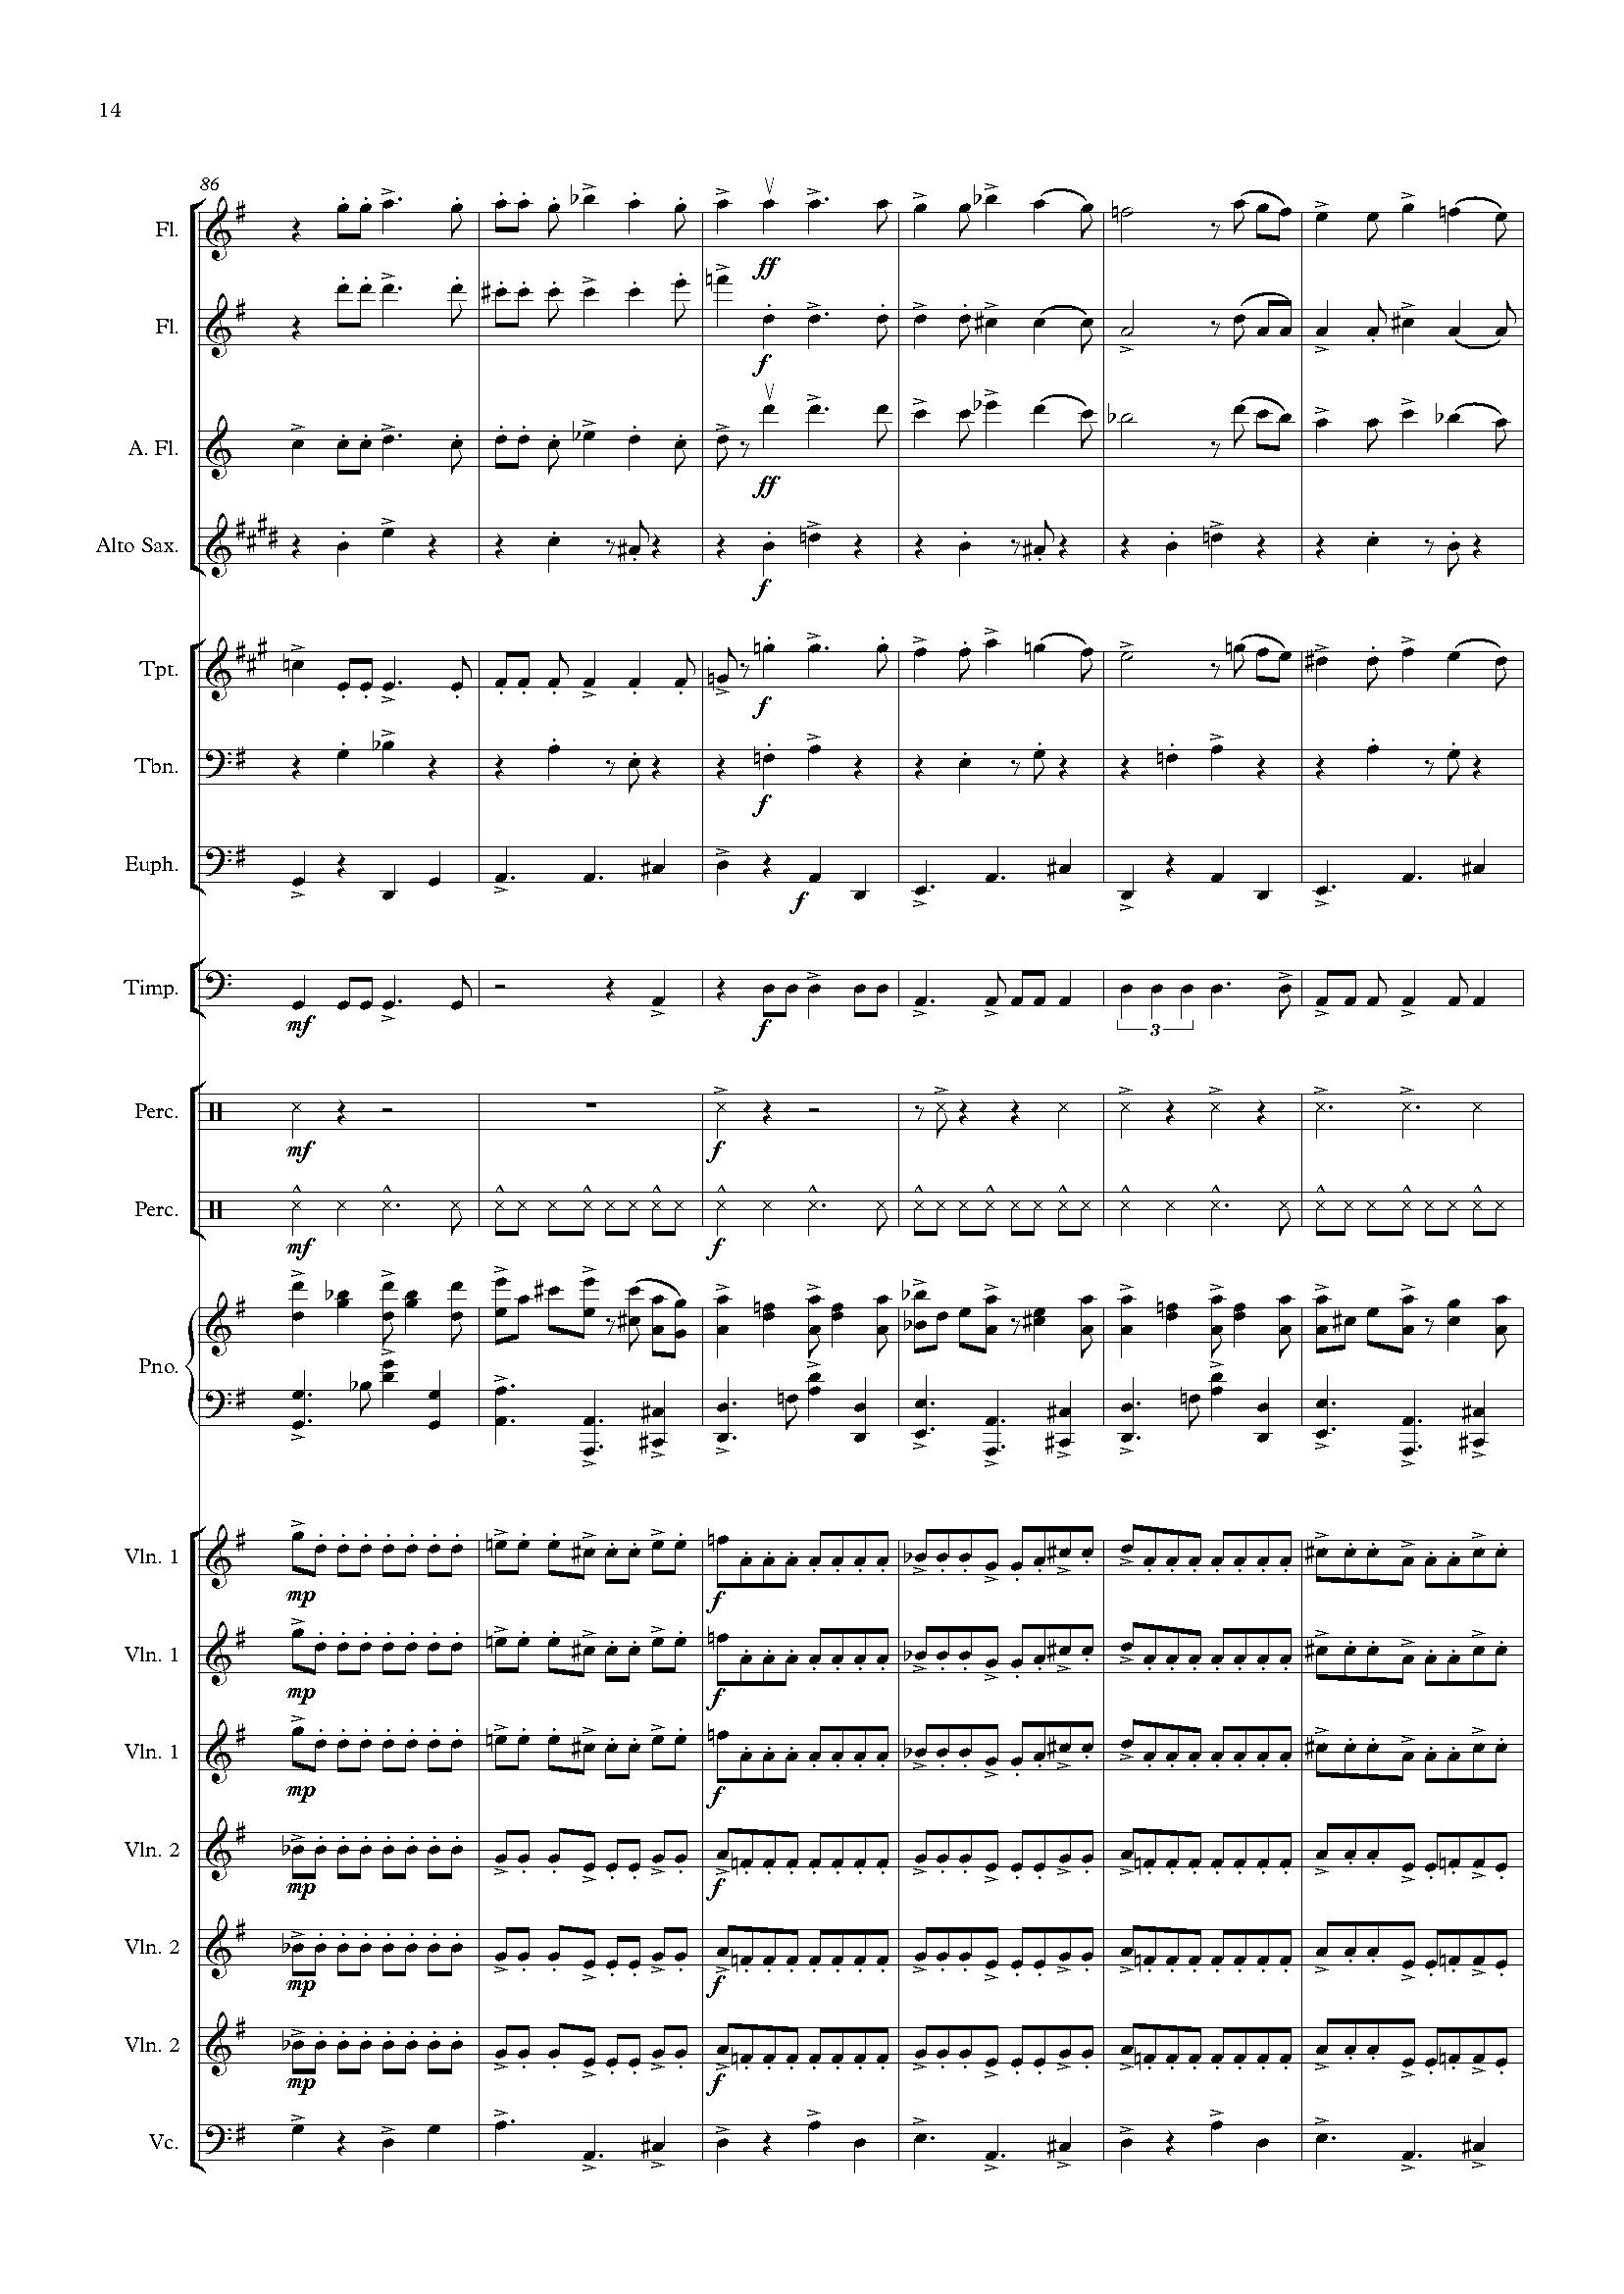 14
86
Fl.
ff
Fl.
f
A. Fl.
ff
Alto Sax.
f
Tpt.
f
Tbn.
f
Euph.
f
Timp.
mf f
3
Perc.
mf f
Perc.
mf f
Pno.
Vln. 1
mp f
Vln. 1
mp f
Vln. 1
mp f
Vln. 2
mp f
Vln. 2
mp f
Vln. 2
mp f
Vc.